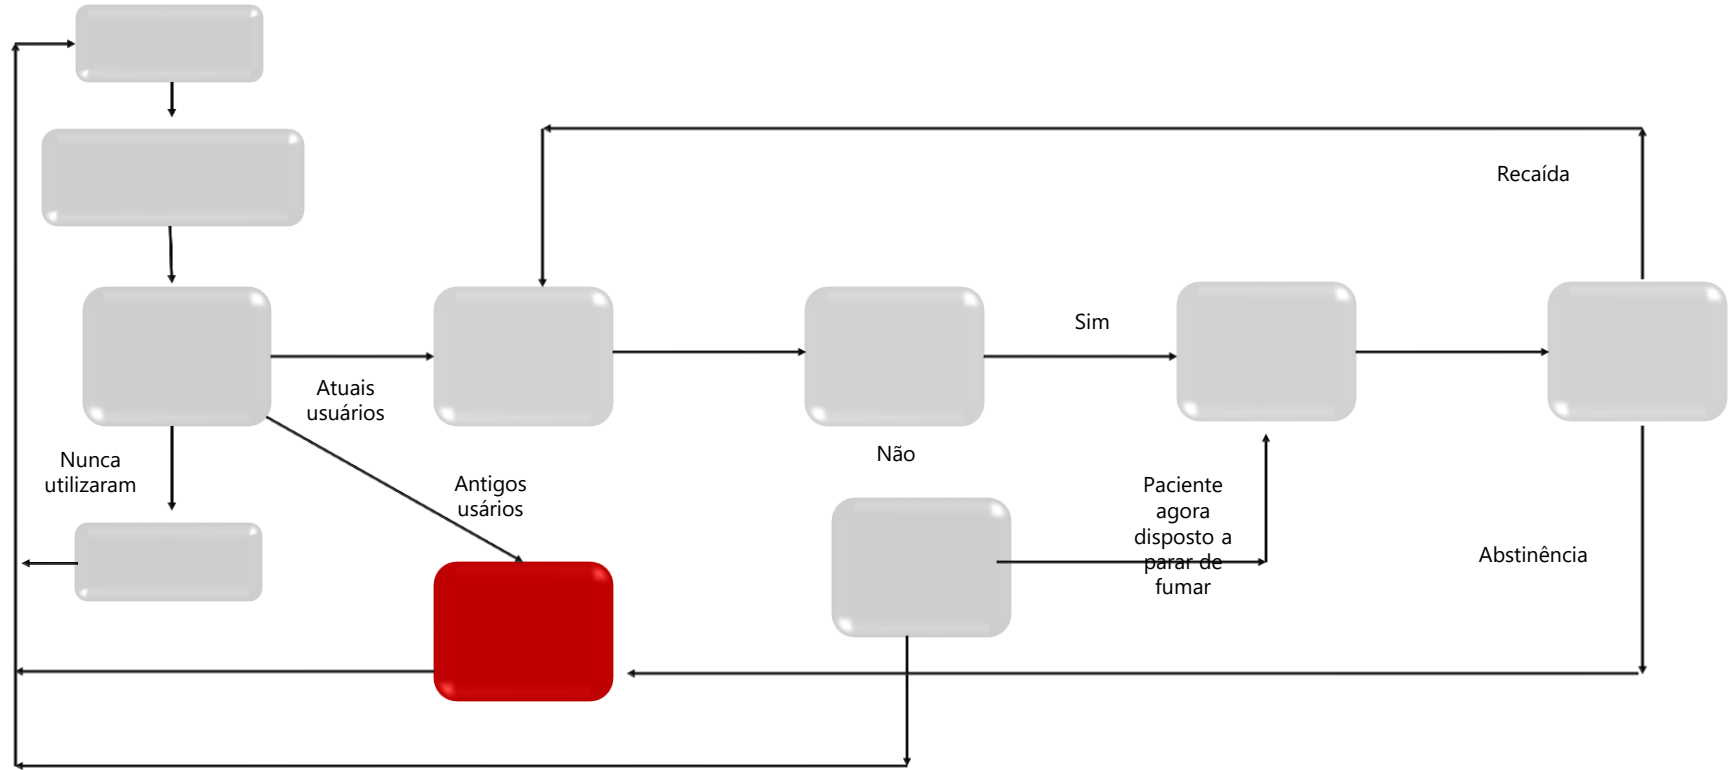 Recaída
Sim
Atuais
usuários
Não
Nunca
utilizaram
Antigos
usários
Paciente
agora
disposto a
parar de
fumar
Abstinência